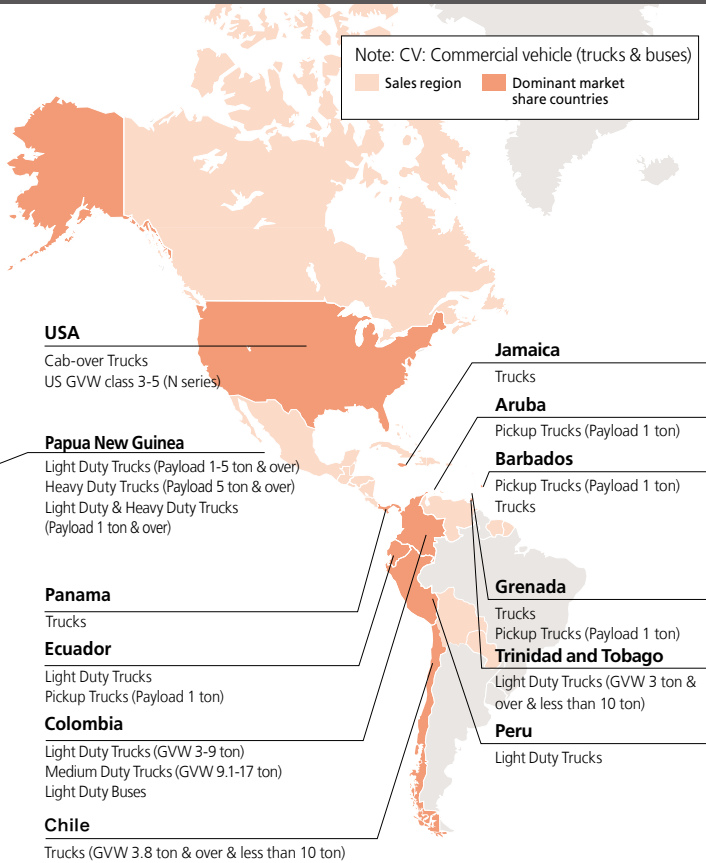 Note: CV: Commercial vehicle (trucks & buses)
Sales region
Dominant market
share countries
USA
Cab-over Trucks
US GVW class 3-5 (N series)
Papua New Guinea
Light Duty Trucks (Payload 1-5 ton & over)
Heavy Duty Trucks (Payload 5 ton & over)
Light Duty & Heavy Duty Trucks
(Payload 1 ton & over)
Panama
Trucks
Ecuador
Light Duty Trucks
Pickup Trucks (Payload 1 ton)
Colombia
Light Duty Trucks (GVW 3-9 ton)
Medium Duty Trucks (GVW 9.1-17 ton)
Light Duty Buses
Chile
Trucks (GVW 3.8 ton & over & less than 10 ton)
Jamaica
Trucks
Aruba
Pickup Trucks (Payload 1 ton)
Barbados
Pickup Trucks (Payload 1 ton)
Trucks
Grenada
Trucks
Pickup Trucks (Payload 1 ton)
Trinidad and Tobago
Light Duty Trucks (GVW 3 ton &
over & less than 10 ton)
Peru
Light Duty Trucks